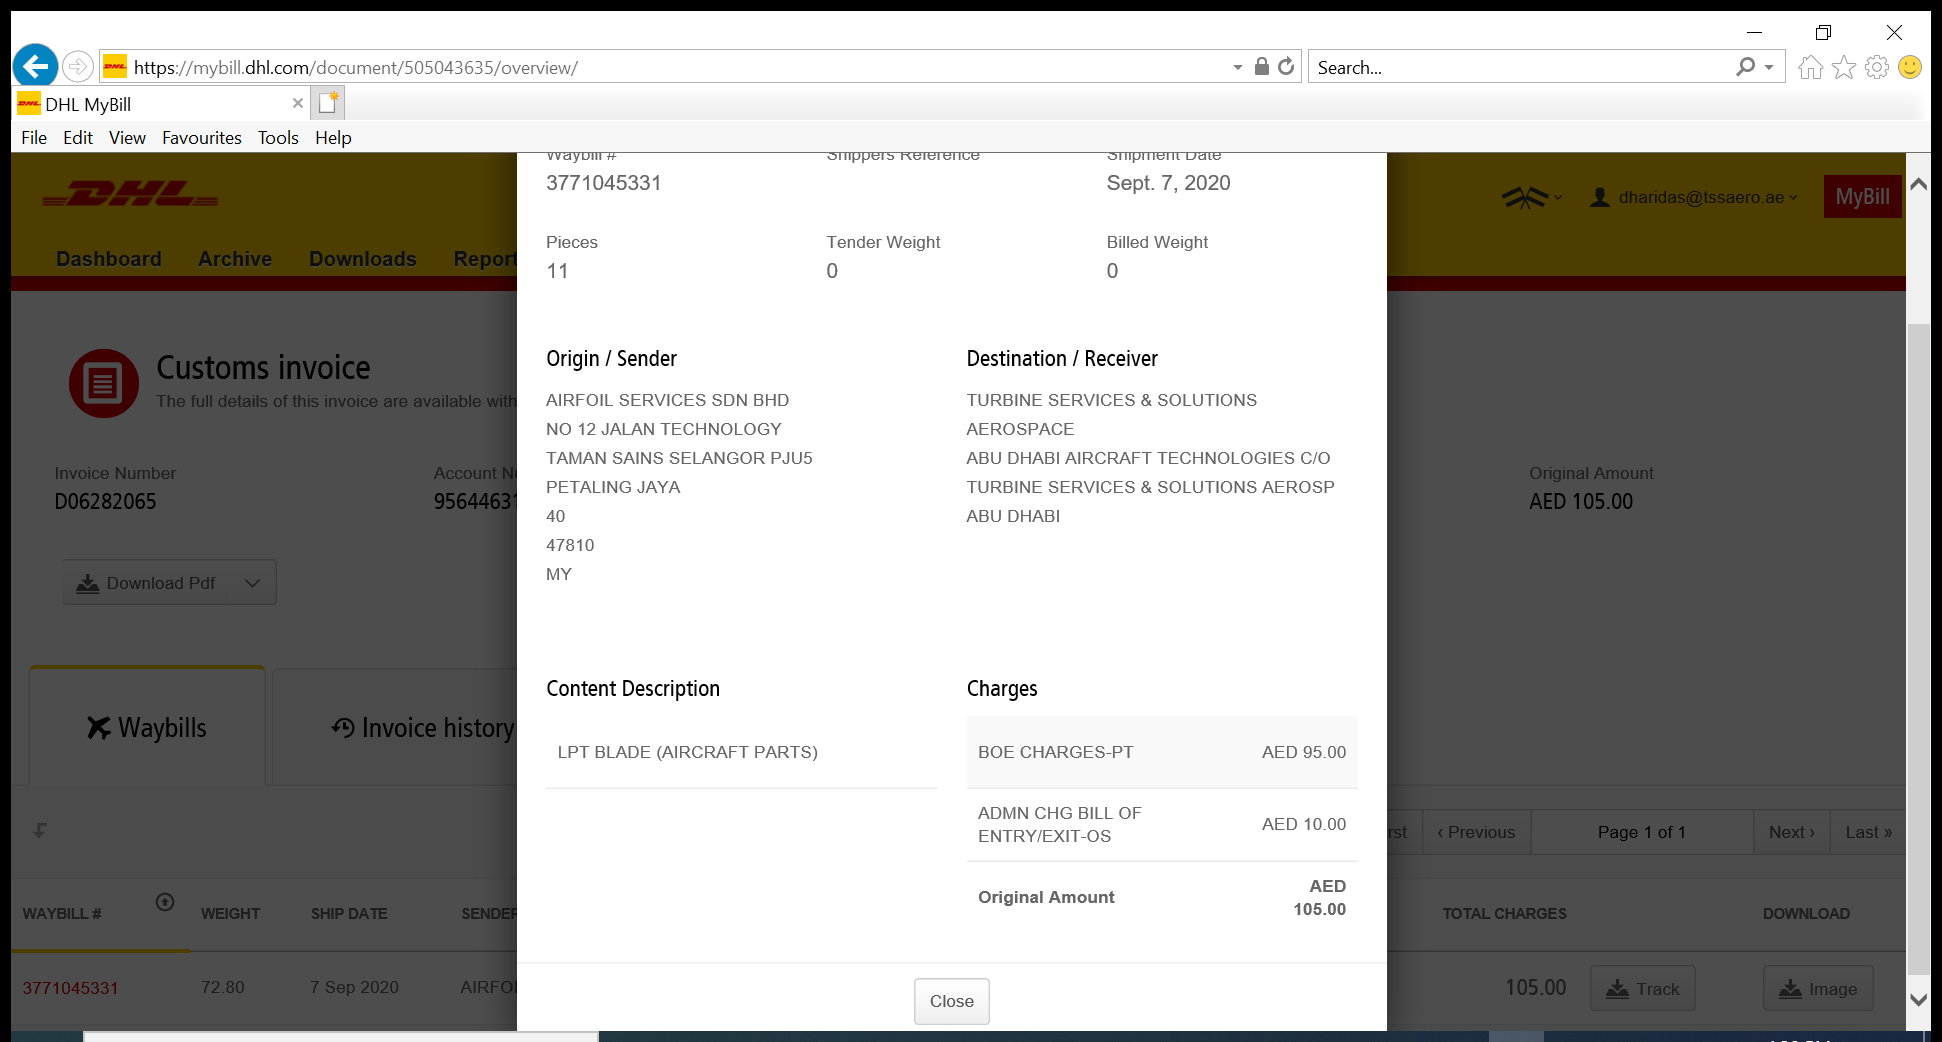 https://mybill.dhl.com/document/505043635/overview/
Search...
DHL MyBill
File Edit View Favourites Tools Help
Waybill #
Shippers Reference
Shipment Date
3771045331
Sept. 7, 2020
DHL
dharidas@tssaero.ae
MyBill
Dashboard Archive Downloads Report
Pieces
Tender Weight
Billed Weight
11
0
0
Customs invoice
The full details of this invoice are available with
Origin / Sender
AIRFOIL SERVICES SDN BHD
NO 12 JALAN TECHNOLOGY
TAMAN SAINS SELANGOR PJU5
PETALING JAYA
40
47810
MY
Destination / Receiver
TURBINE SERVICES & SOLUTIONS
AEROSPACE
ABU DHABI AIRCRAFT TECHNOLOGIES C/O
TURBINE SERVICES & SOLUTIONS AEROSP
ABU DHABI
Invoice Number
D06282065
Account Nu
95644631
Original Amount
AED 105.00
Download Pdf
Waybills
Invoice history
Content Description
LPT BLADE (AIRCRAFT PARTS)
Charges
BOE CHARGES-PT AED 95.00
ADMN CHG BILL OF
ENTRY/EXIT-OS
AED 10.00
Original Amount
AED
105.00
rst
‹ Previous
Page 1 of 1
Next ›
Last »
WAYBILL #
WEIGHT
SHIP DATE
SENDER
TOTAL CHARGES
DOWNLOAD
3771045331
72.80
7 Sep 2020
AIRFOI
105.00
Track
Image
Close